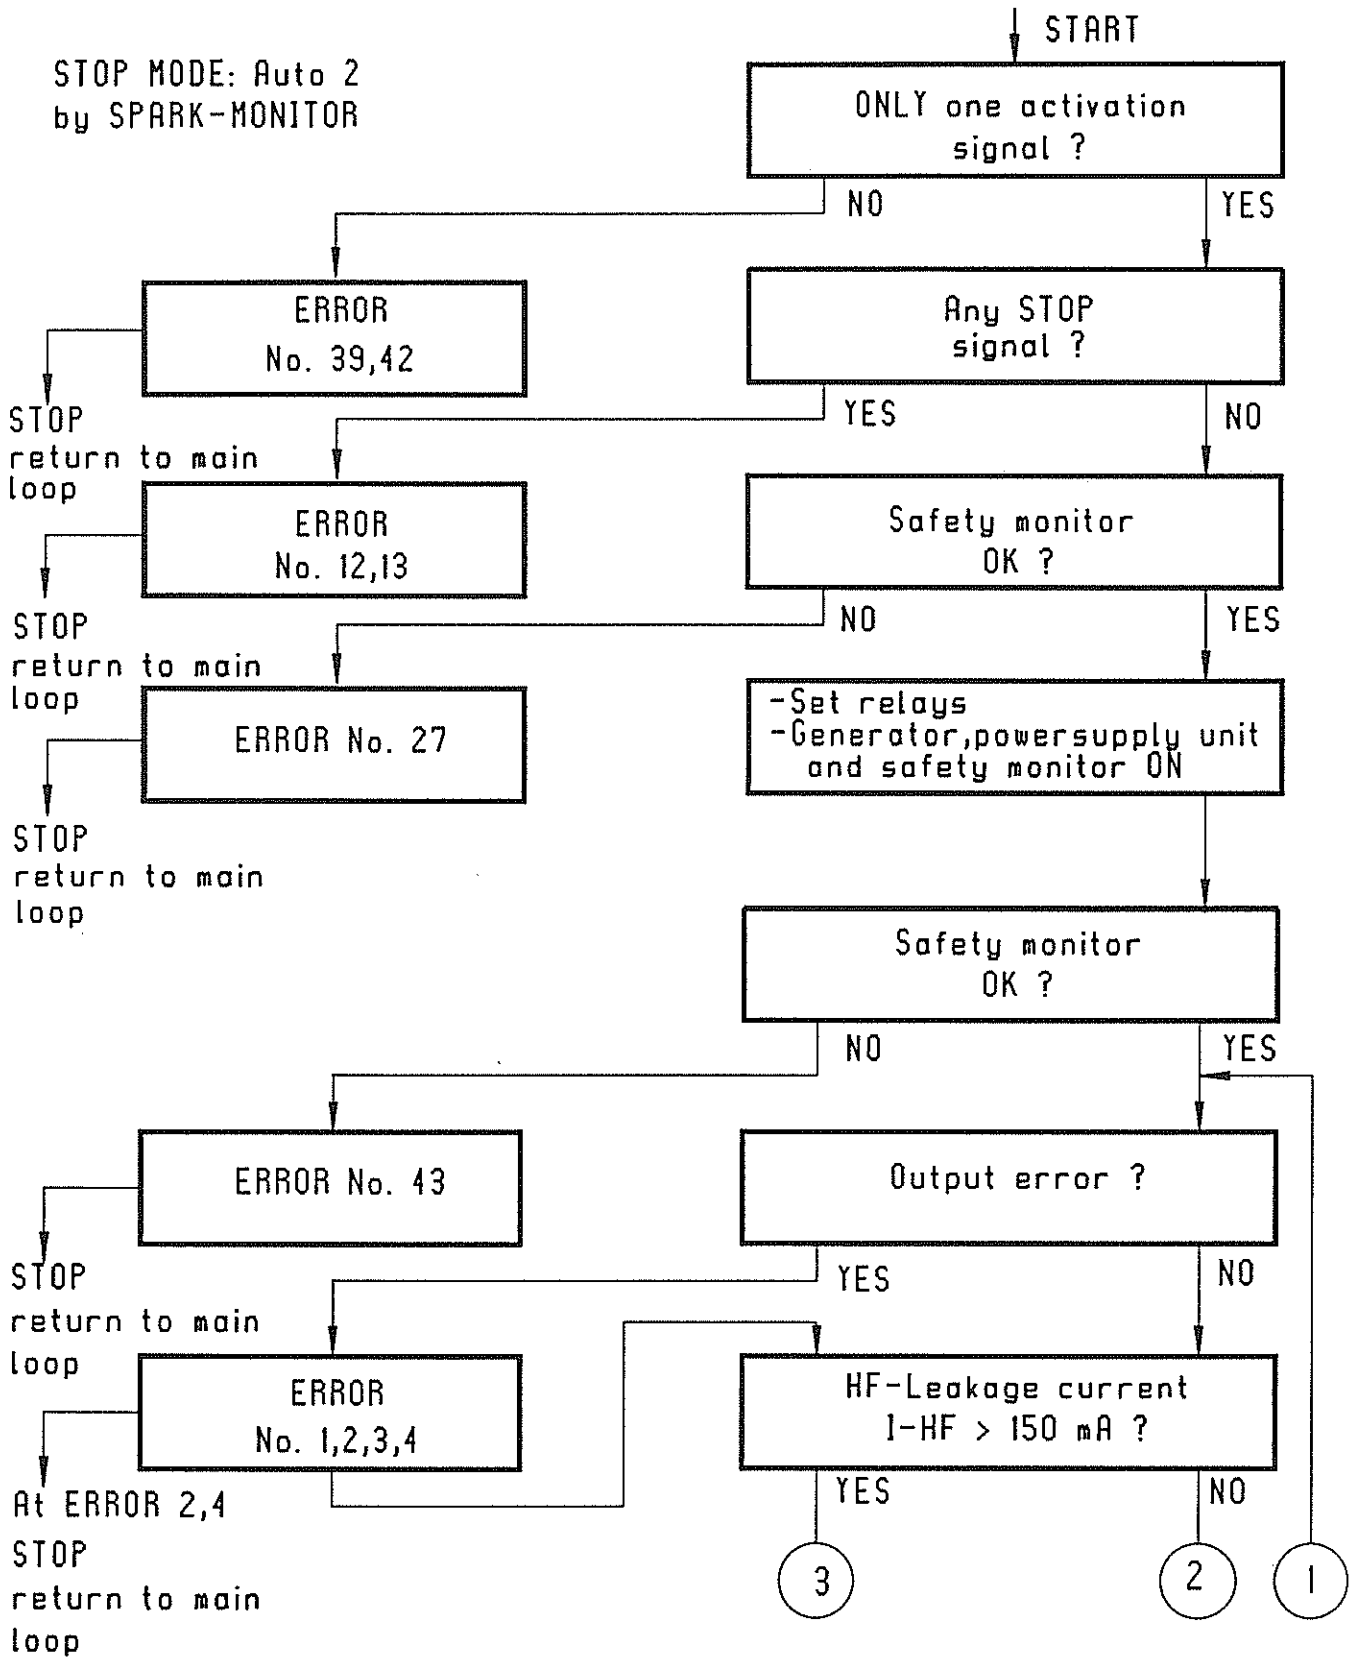 START
STOP MODE: Auto 2
by SPARK-MONITOR
ONLY one activation
signal ?
NO
YES
ERROR
No. 39,42
Any STOP
signal ?
STOP
return to main
loop
YES
NO
ERROR
No. 12,13
Safety monitor
OK ?
STOP
return to main
loop
NO
YES
ERROR No. 27
-Set relays
-Generator,powersupply unit
and safety monitor ON
STOP
return to main
loop
Safety monitor
OK ?
NO
YES
ERROR No. 43
Output error ?
STOP
return to main
loop
YES
NO
ERROR
No. 1,2,3,4
HF-Leakage current
I-HF > 150 mA ?
At ERROR 2,4
STOP
return to main
loop
YES
NO
3
2
1